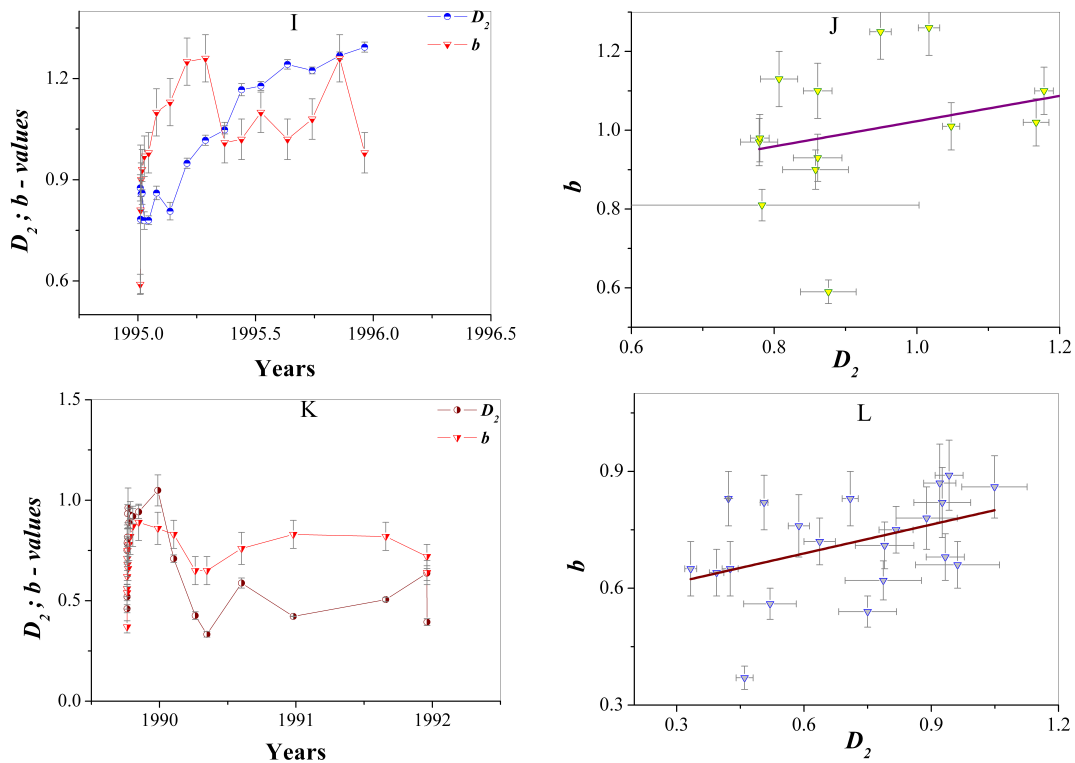 I
D2
b
1.2
0.9
0.6
D2 ; b - values
1995.0 1995.5 1996.0 1996.5
Years
J
1.2
1.0
0.8
0.6
b
0.6 0.8 1.0 1.2
D2
K
D2
b
1.5
1.0
0.5
0.0
D2 ; b - values
1990 1991 1992
Years
L
0.9
0.6
0.3
b
0.3 0.6 0.9 1.2
D2